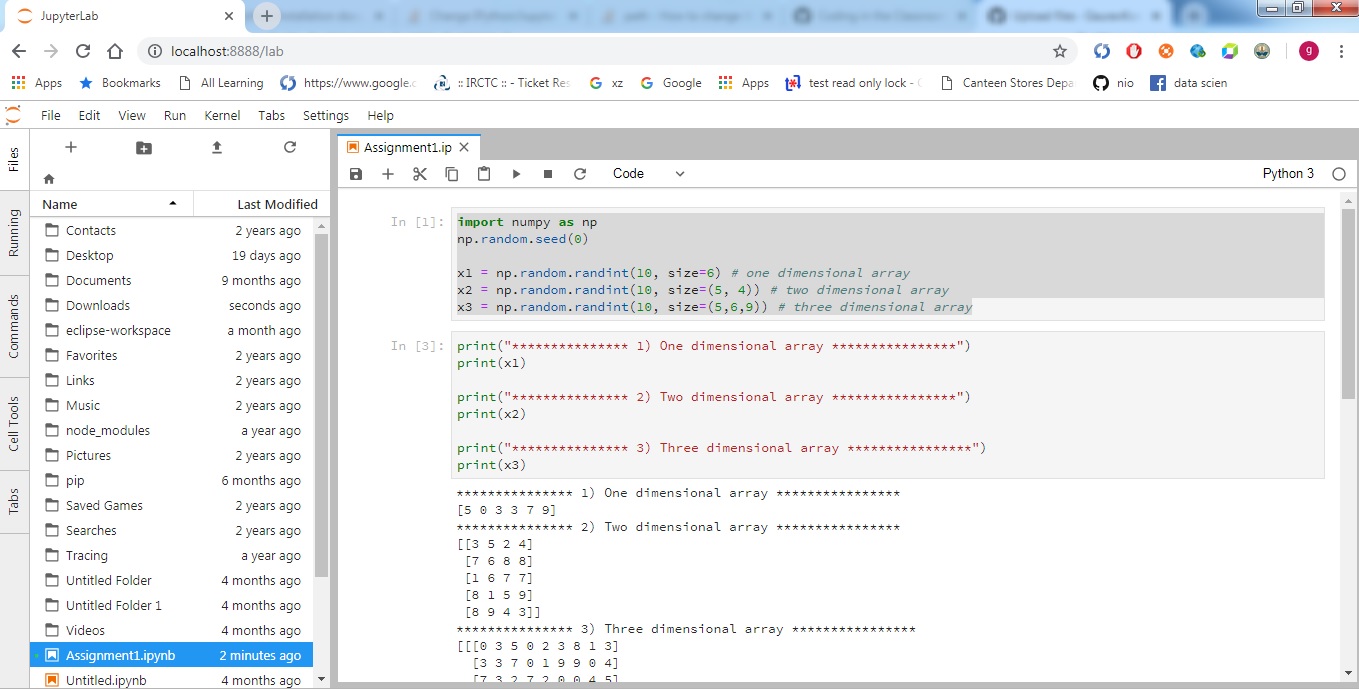 JupyterLab
localhost:8888/lab
g
Apps Bookmarks All Learning https://www.google.c :: IRCTC :: - Ticket Res xz Google Apps test read only lock - Canteen Stores Depa nio data scien
File Edit View Run Kernel Tabs Settings Help
Files
Running
Commands
Cell Tools
Tabs
Name Last Modified
Contacts 2 years ago
Desktop 19 days ago
Documents 9 months ago
Downloads seconds ago
eclipse-workspace a month ago
Favorites 2 years ago
Links 2 years ago
Music 2 years ago
node_modules a year ago
Pictures 2 years ago
pip 6 months ago
Saved Games 2 years ago
Searches 2 years ago
Tracing a year ago
Untitled Folder 4 months ago
Untitled Folder 1 4 months ago
Videos 4 months ago
Assignment1.ipynb 2 minutes ago
Untitled.ipynb 4 months ago
Assignment1.ip
Code Python 3
In [1]: import numpy as np
np.random.seed(0)
x1 = np.random.randint(10, size=6) # one dimensional array
x2 = np.random.randint(10, size=(5, 4)) # two dimensional array
x3 = np.random.randint(10, size=(5,6,9)) # three dimensional array
In [3]: print("*************** 1) One dimensional array ****************")
print(x1)
print("*************** 2) Two dimensional array ****************")
print(x2)
print("*************** 3) Three dimensional array ****************")
print(x3)
*************** 1) One dimensional array ****************
[5 0 3 3 7 9]
*************** 2) Two dimensional array ****************
[[3 5 2 4]
[7 6 8 8]
[1 6 7 7]
[8 1 5 9]
[8 9 4 3]]
*************** 3) Three dimensional array ****************
[[[0 3 5 0 2 3 8 1 3]
[3 3 7 0 1 9 9 0 4]
[7 3 2 7 2 0 0 4 5]